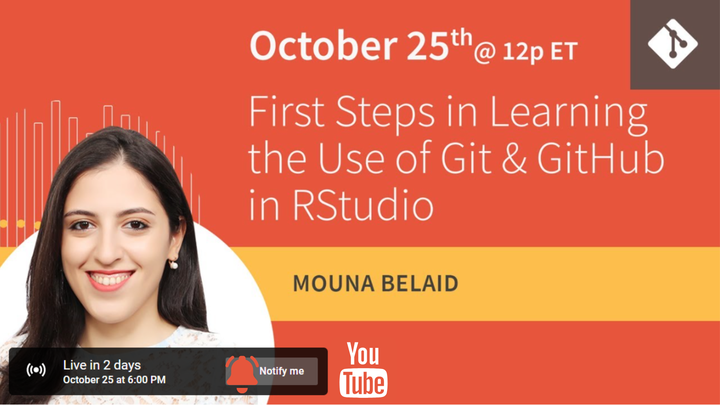 October 25th @ 12p ET
First Steps in Learning
the Use of Git & GitHub
in RStudio
MOUNA BELAID
Live in 2 days
October 25 at 6:00 PM
Notify me
You
Tube